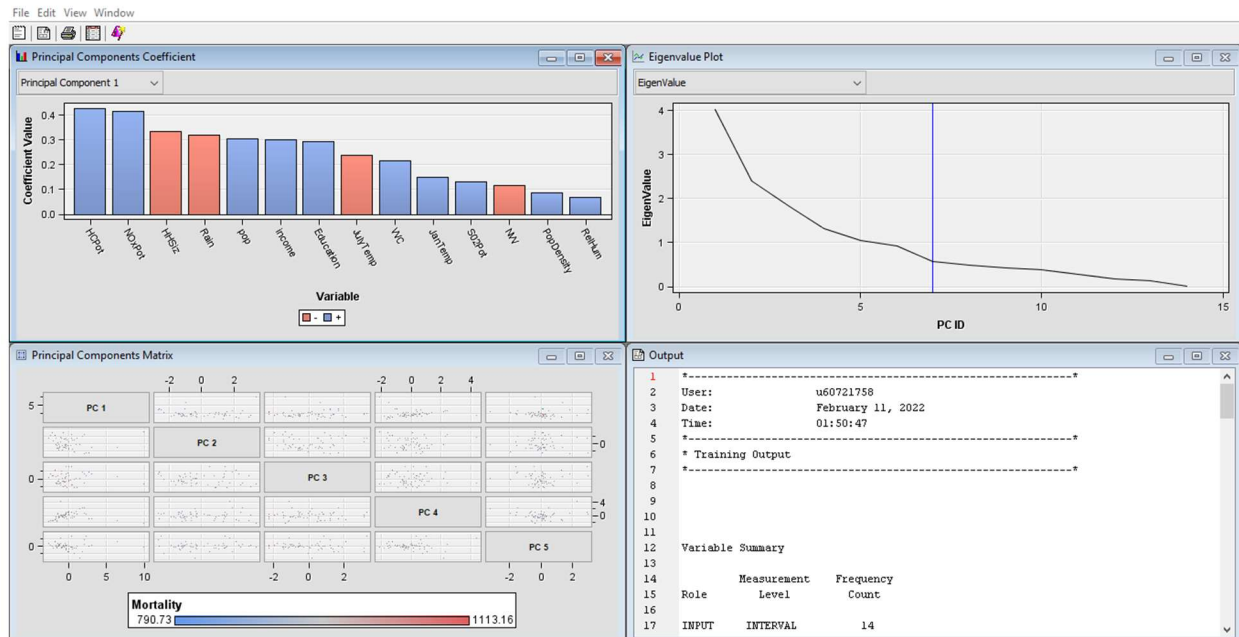 File Edit View Window
Principal Components Coefficient
Principal Component 1
Coefficient Value
0.4
0.3
0.2
0.1
0.0
HCPot
NOxPot
HHSiz
Rain
pop
income
Education
JulyTemp
WC
JanTemp
S02Pot
NW
PopDensity
RelHum
Variable
- +
Eigenvalue Plot
EigenValue
EigenValue
4
3
2
1
0
0 5 10 15
PC ID
Principal Components Matrix
-2 0 2 -2 0 2 4
5 PC 1
PC 2 0
0 PC 3
PC 4 4
0
0 PC 5
0 5 10 -2 0 2 -2 0 2
Mortality
790.73 1113.16
Output
1 *------------------------------------------------------------*
2 User: u60721758
3 Date: February 11, 2022
4 Time: 01:50:47
5 *------------------------------------------------------------*
6 * Training Output
7 *------------------------------------------------------------*
8
9
10
11
12 Variable Summary
13
14 Measurement Frequency
15 Role Level Count
16
17 INPUT INTERVAL 14